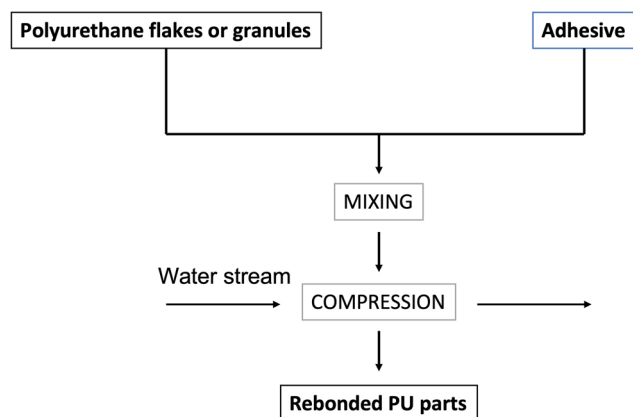 Polyurethane flakes or granules
Adhesive
MIXING
Water stream
COMPRESSION
Rebonded PU parts